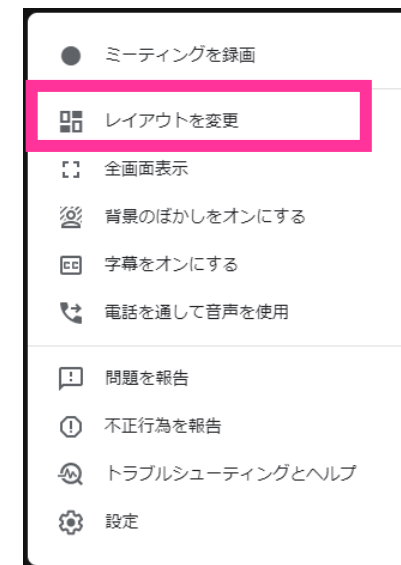 ミーティングを録画
レイアウトを変更
全画面表示
背景のぼかしをオンにする
字幕をオンにする
電話を通して音声を使用
問題を報告
不正行為を報告
トラブルシューティングとヘルプ
設定